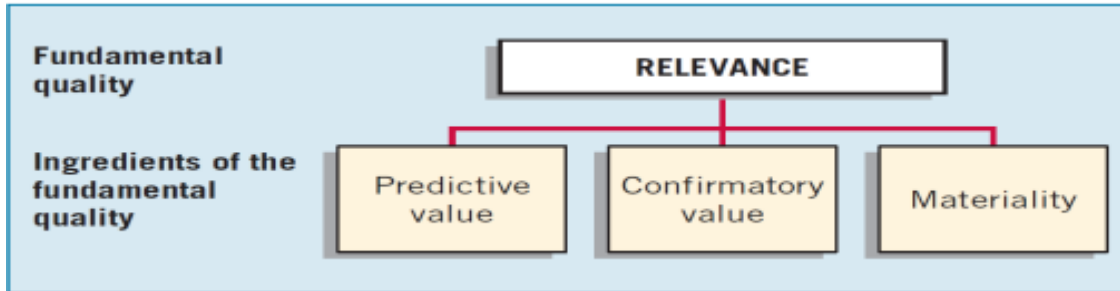 Fundamental
quality
RELEVANCE
Ingredients of the
fundamental
quality
Predictive
value
Confirmatory
value
Materiality